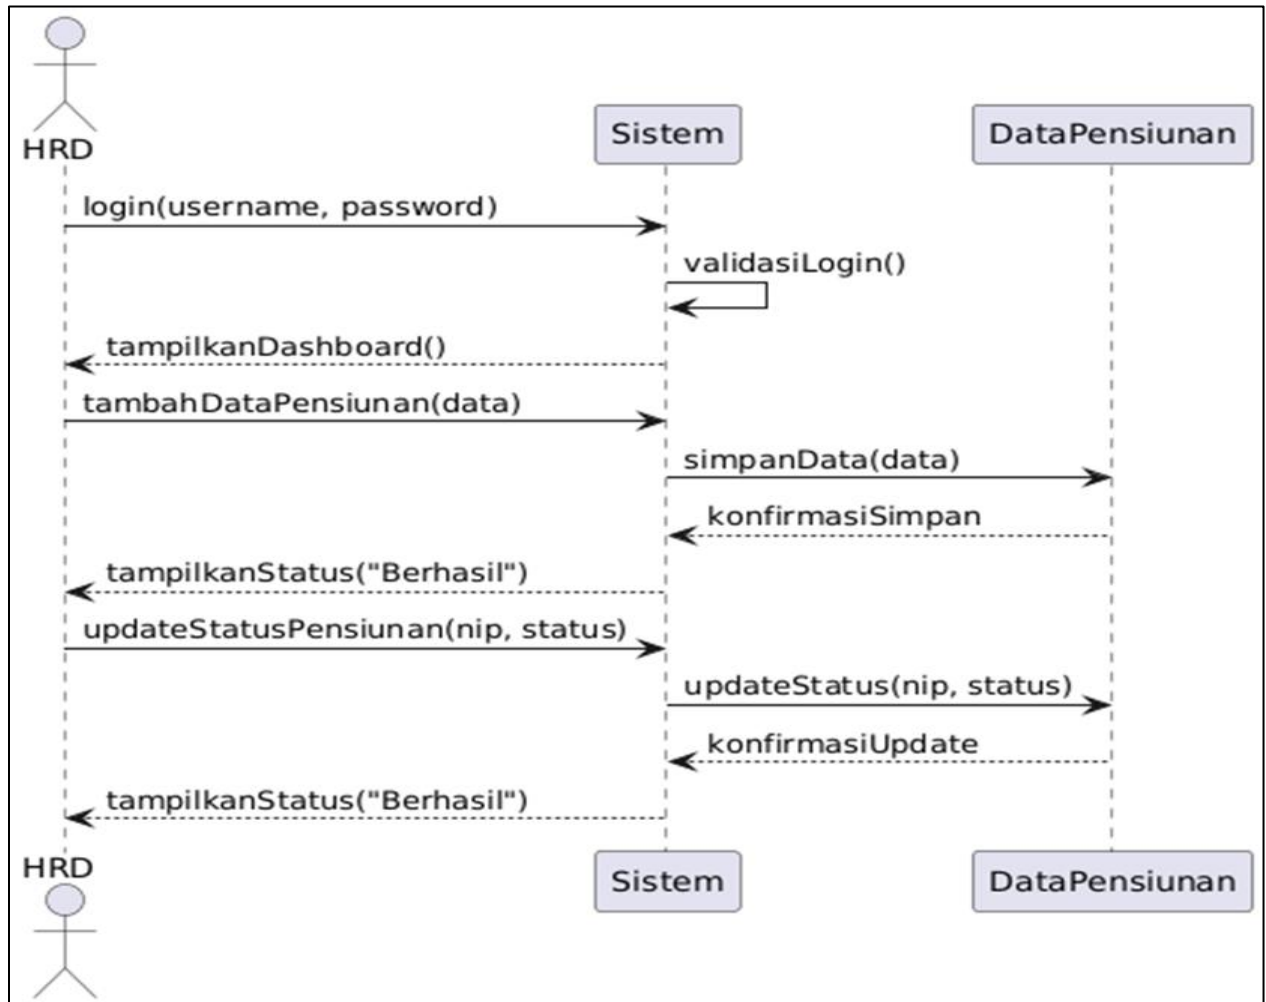 HRD
Sistem
DataPensiunan
login(username, password)
validasiLogin()
tampilkanDashboard()
tambahDataPensiunan(data)
simpanData(data)
konfirmasiSimpan
tampilkanStatus("Berhasil")
updateStatusPensiunan(nip, status)
updateStatus(nip, status)
konfirmasiUpdate
tampilkanStatus("Berhasil")
HRD
Sistem
DataPensiunan